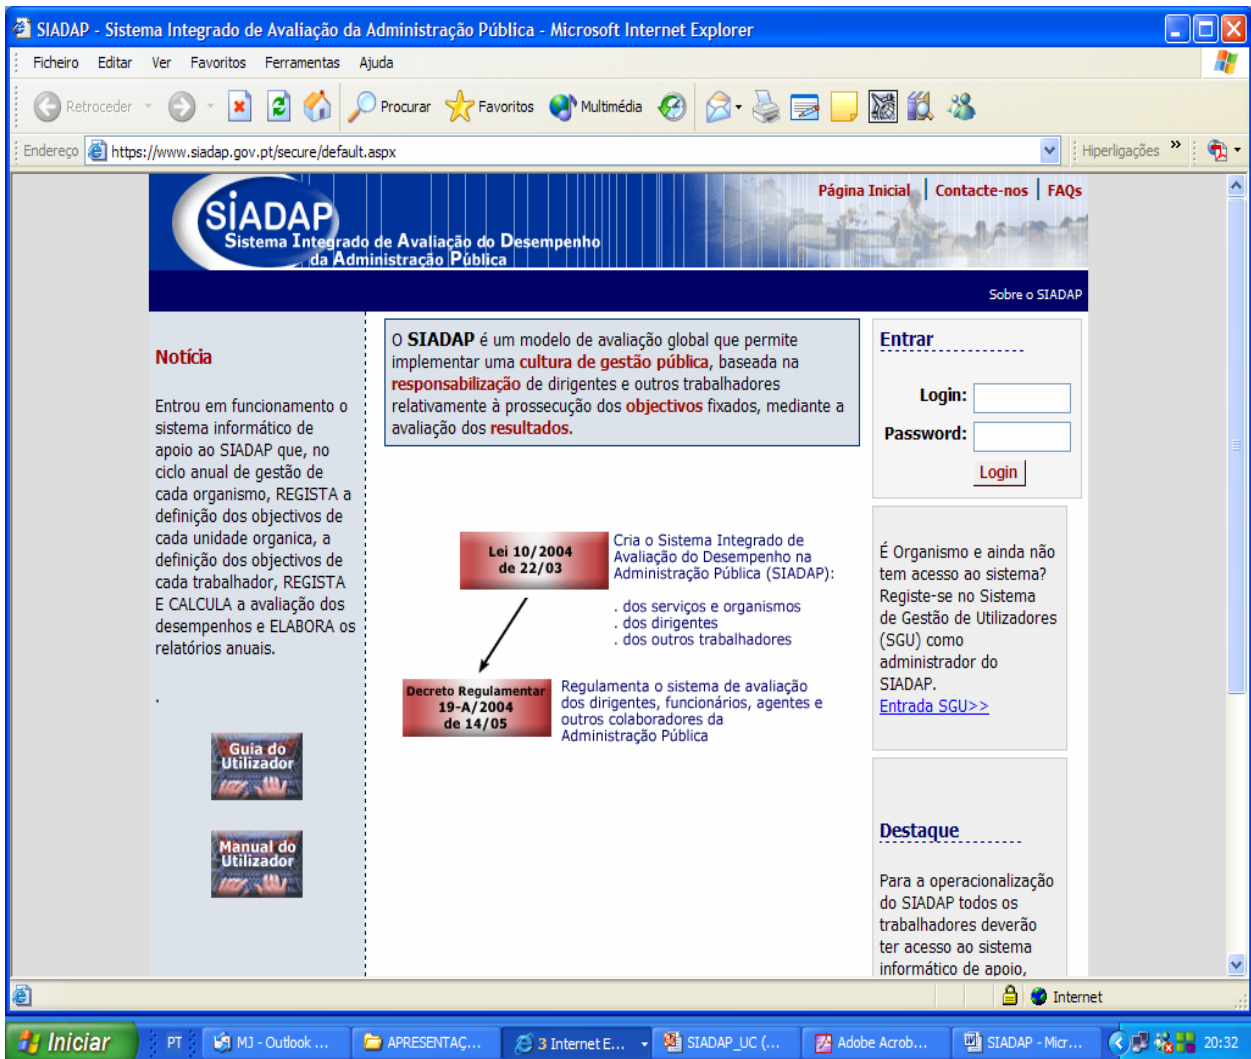 SIADAP - Sistema Integrado de Avaliação da Administração Pública - Microsoft Internet Explorer
Ficheiro Editar Ver Favoritos Ferramentas Ajuda
Retroceder Procurar Favoritos Multimédia
Endereço https://www.siadap.gov.pt/secure/default.aspx Hiperligações »
Página Inicial | Contacte-nos | FAQs
SIADAP
Sistema Integrado de Avaliação do Desempenho
da Administração Pública
Sobre o SIADAP
Notícia
Entrou em funcionamento o
sistema informático de
apoio ao SIADAP que, no
ciclo anual de gestão de
cada organismo, REGISTA a
definição dos objectivos de
cada unidade organica, a
definição dos objectivos de
cada trabalhador, REGISTA
E CALCULA a avaliação dos
desempenhos e ELABORA os
relatórios anuais.
.
Guia do
Utilizador
Manual do
Utilizador
O SIADAP é um modelo de avaliação global que permite
implementar uma cultura de gestão pública, baseada na
responsabilização de dirigentes e outros trabalhadores
relativamente à prossecução dos objectivos fixados, mediante a
avaliação dos resultados.
Lei 10/2004
de 22/03
Cria o Sistema Integrado de
Avaliação do Desempenho na
Administração Pública (SIADAP):
. dos serviços e organismos
. dos dirigentes
. dos outros trabalhadores
Decreto Regulamentar
19-A/2004
de 14/05
Regulamenta o sistema de avaliação
dos dirigentes, funcionários, agentes e
outros colaboradores da
Administração Pública
Entrar
Login:
Password:
Login
É Organismo e ainda não
tem acesso ao sistema?
Registe-se no Sistema
de Gestão de Utilizadores
(SGU) como
administrador do
SIADAP.
Entrada SGU>>
Destaque
Para a operacionalização
do SIADAP todos os
trabalhadores deverão
ter acesso ao sistema
informático de apoio,
Internet
Iniciar PT MJ - Outlook ... APRESENTAÇ... 3 Internet E... SIADAP_UC (... Adobe Acrob... SIADAP - Micr... 20:32